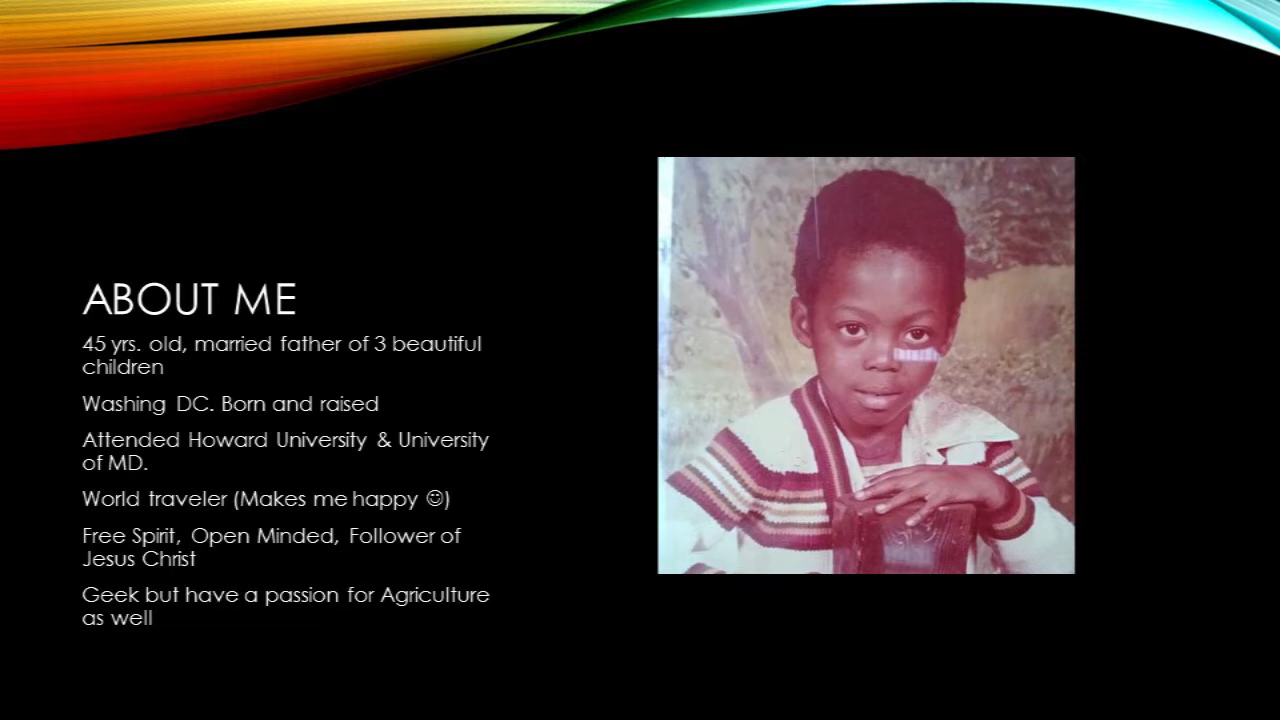 ABOUT ME
45 yrs. old, married father of 3 beautiful
children
Washing DC. Born and raised
Attended Howard University & University
of MD.
World traveler (Makes me happy ☺)
Free Spirit, Open Minded, Follower of
Jesus Christ
Geek but have a passion for Agriculture
as well